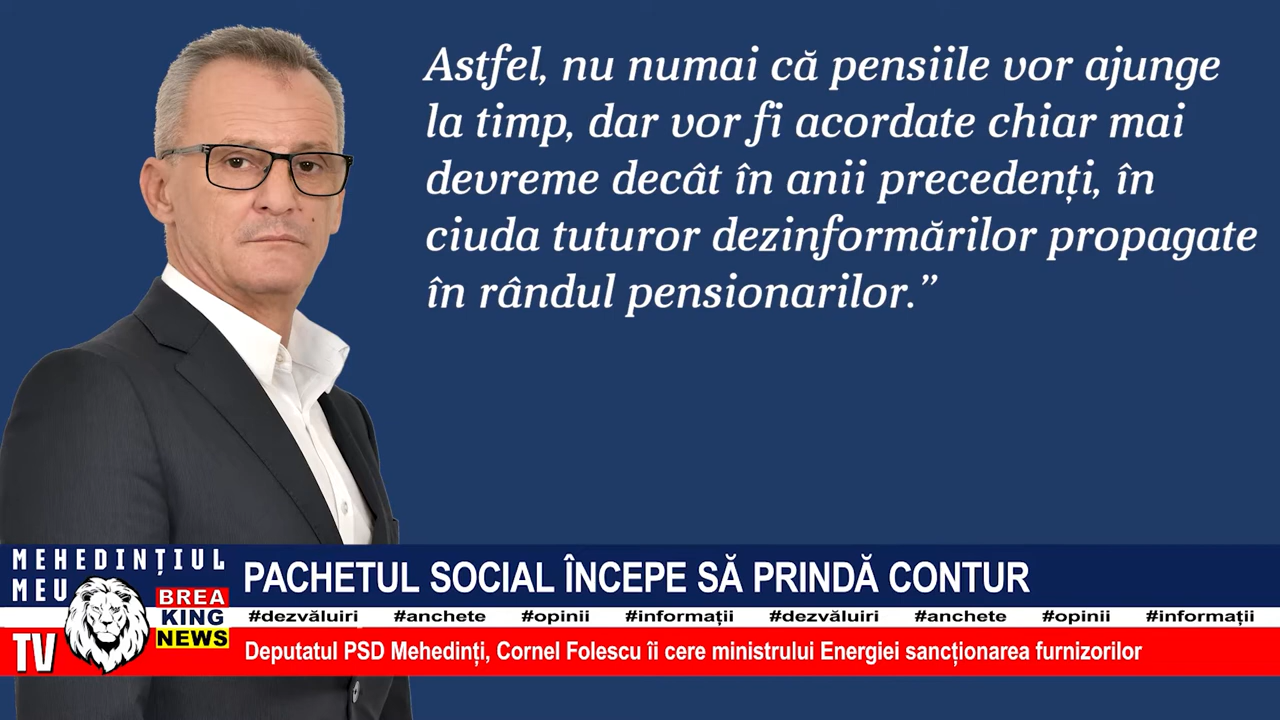 Astfel, nu numai că pensiile vor ajunge
la timp, dar vor fi acordate chiar mai
devreme decât în anii precedenți, în
ciuda tuturor dezinformărilor propagate
în rândul pensionarilor.”
MEHEDINȚIUL
MEU
TV
BREA
KING
NEWS
PACHETUL SOCIAL ÎNCEPE SĂ PRINDĂ CONTUR
#dezvăluiri #anchete #opinii #informații #dezvăluiri #anchete #opinii #informații
Deputatul PSD Mehedinți, Cornel Folescu îi cere ministrului Energiei sancționarea furnizorilor